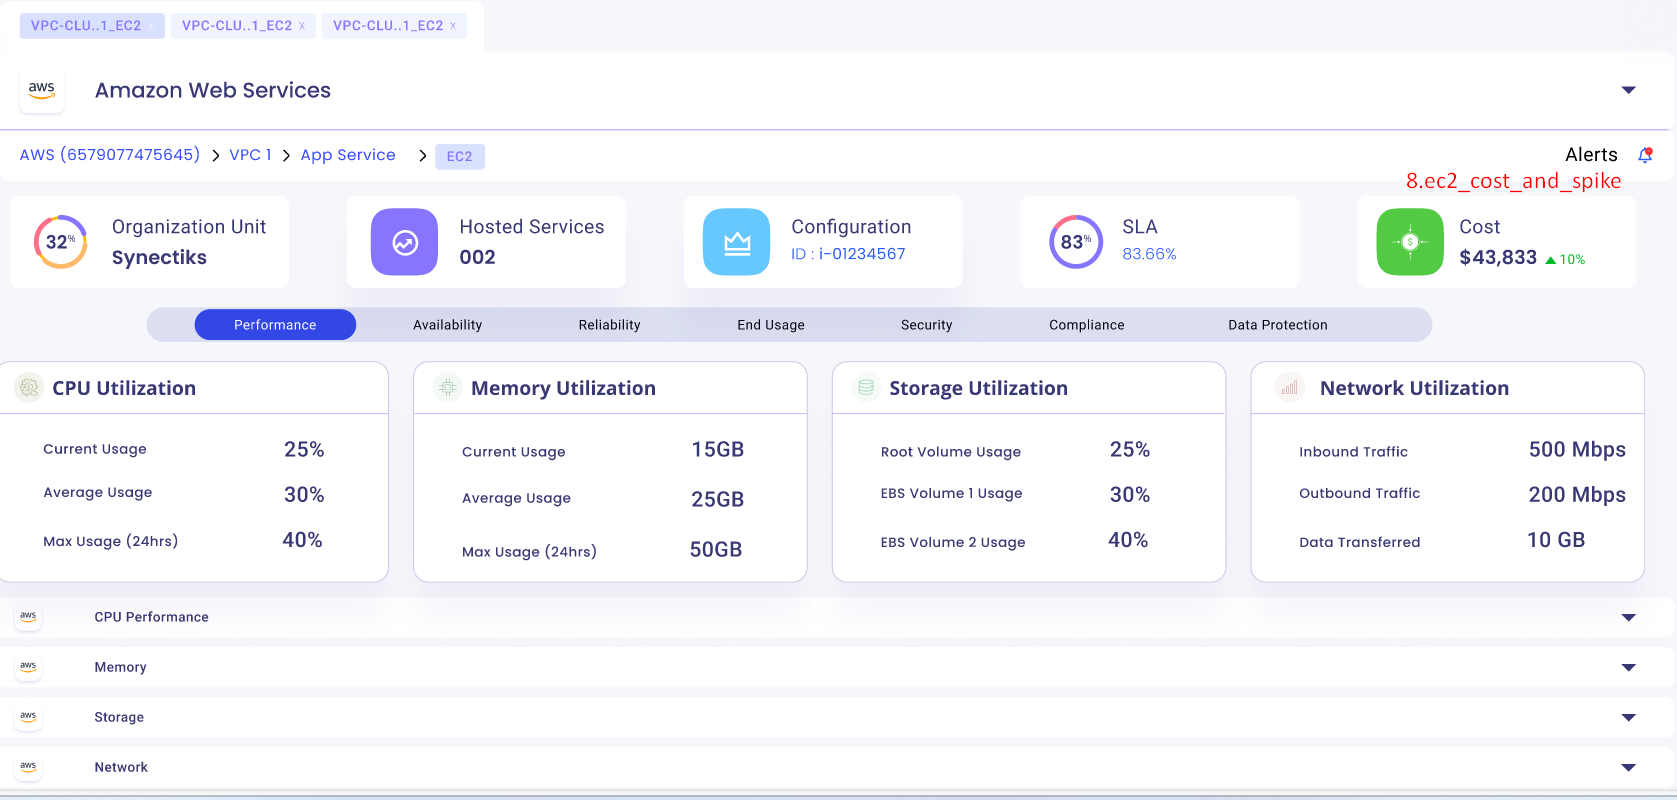 VPC-CLU..1_EC2 x VPC-CLU..1_EC2 x VPC-CLU..1_EC2 x
aws Amazon Web Services
AWS (6579077475645) > VPC 1 > App Service > EC2
Alerts
8.ec2_cost_and_spike
32% Organization Unit
Synectiks
Hosted Services
002
Configuration
ID : i-01234567
83% SLA
83.66%
$ Cost
$43,833 ▲10%
Performance Availability Reliability End Usage Security Compliance Data Protection
CPU Utilization
Current Usage 25%
Average Usage 30%
Max Usage (24hrs) 40%
Memory Utilization
Current Usage 15GB
Average Usage 25GB
Max Usage (24hrs) 50GB
Storage Utilization
Root Volume Usage 25%
EBS Volume 1 Usage 30%
EBS Volume 2 Usage 40%
Network Utilization
Inbound Traffic 500 Mbps
Outbound Traffic 200 Mbps
Data Transferred 10 GB
aws CPU Performance
aws Memory
aws Storage
aws Network